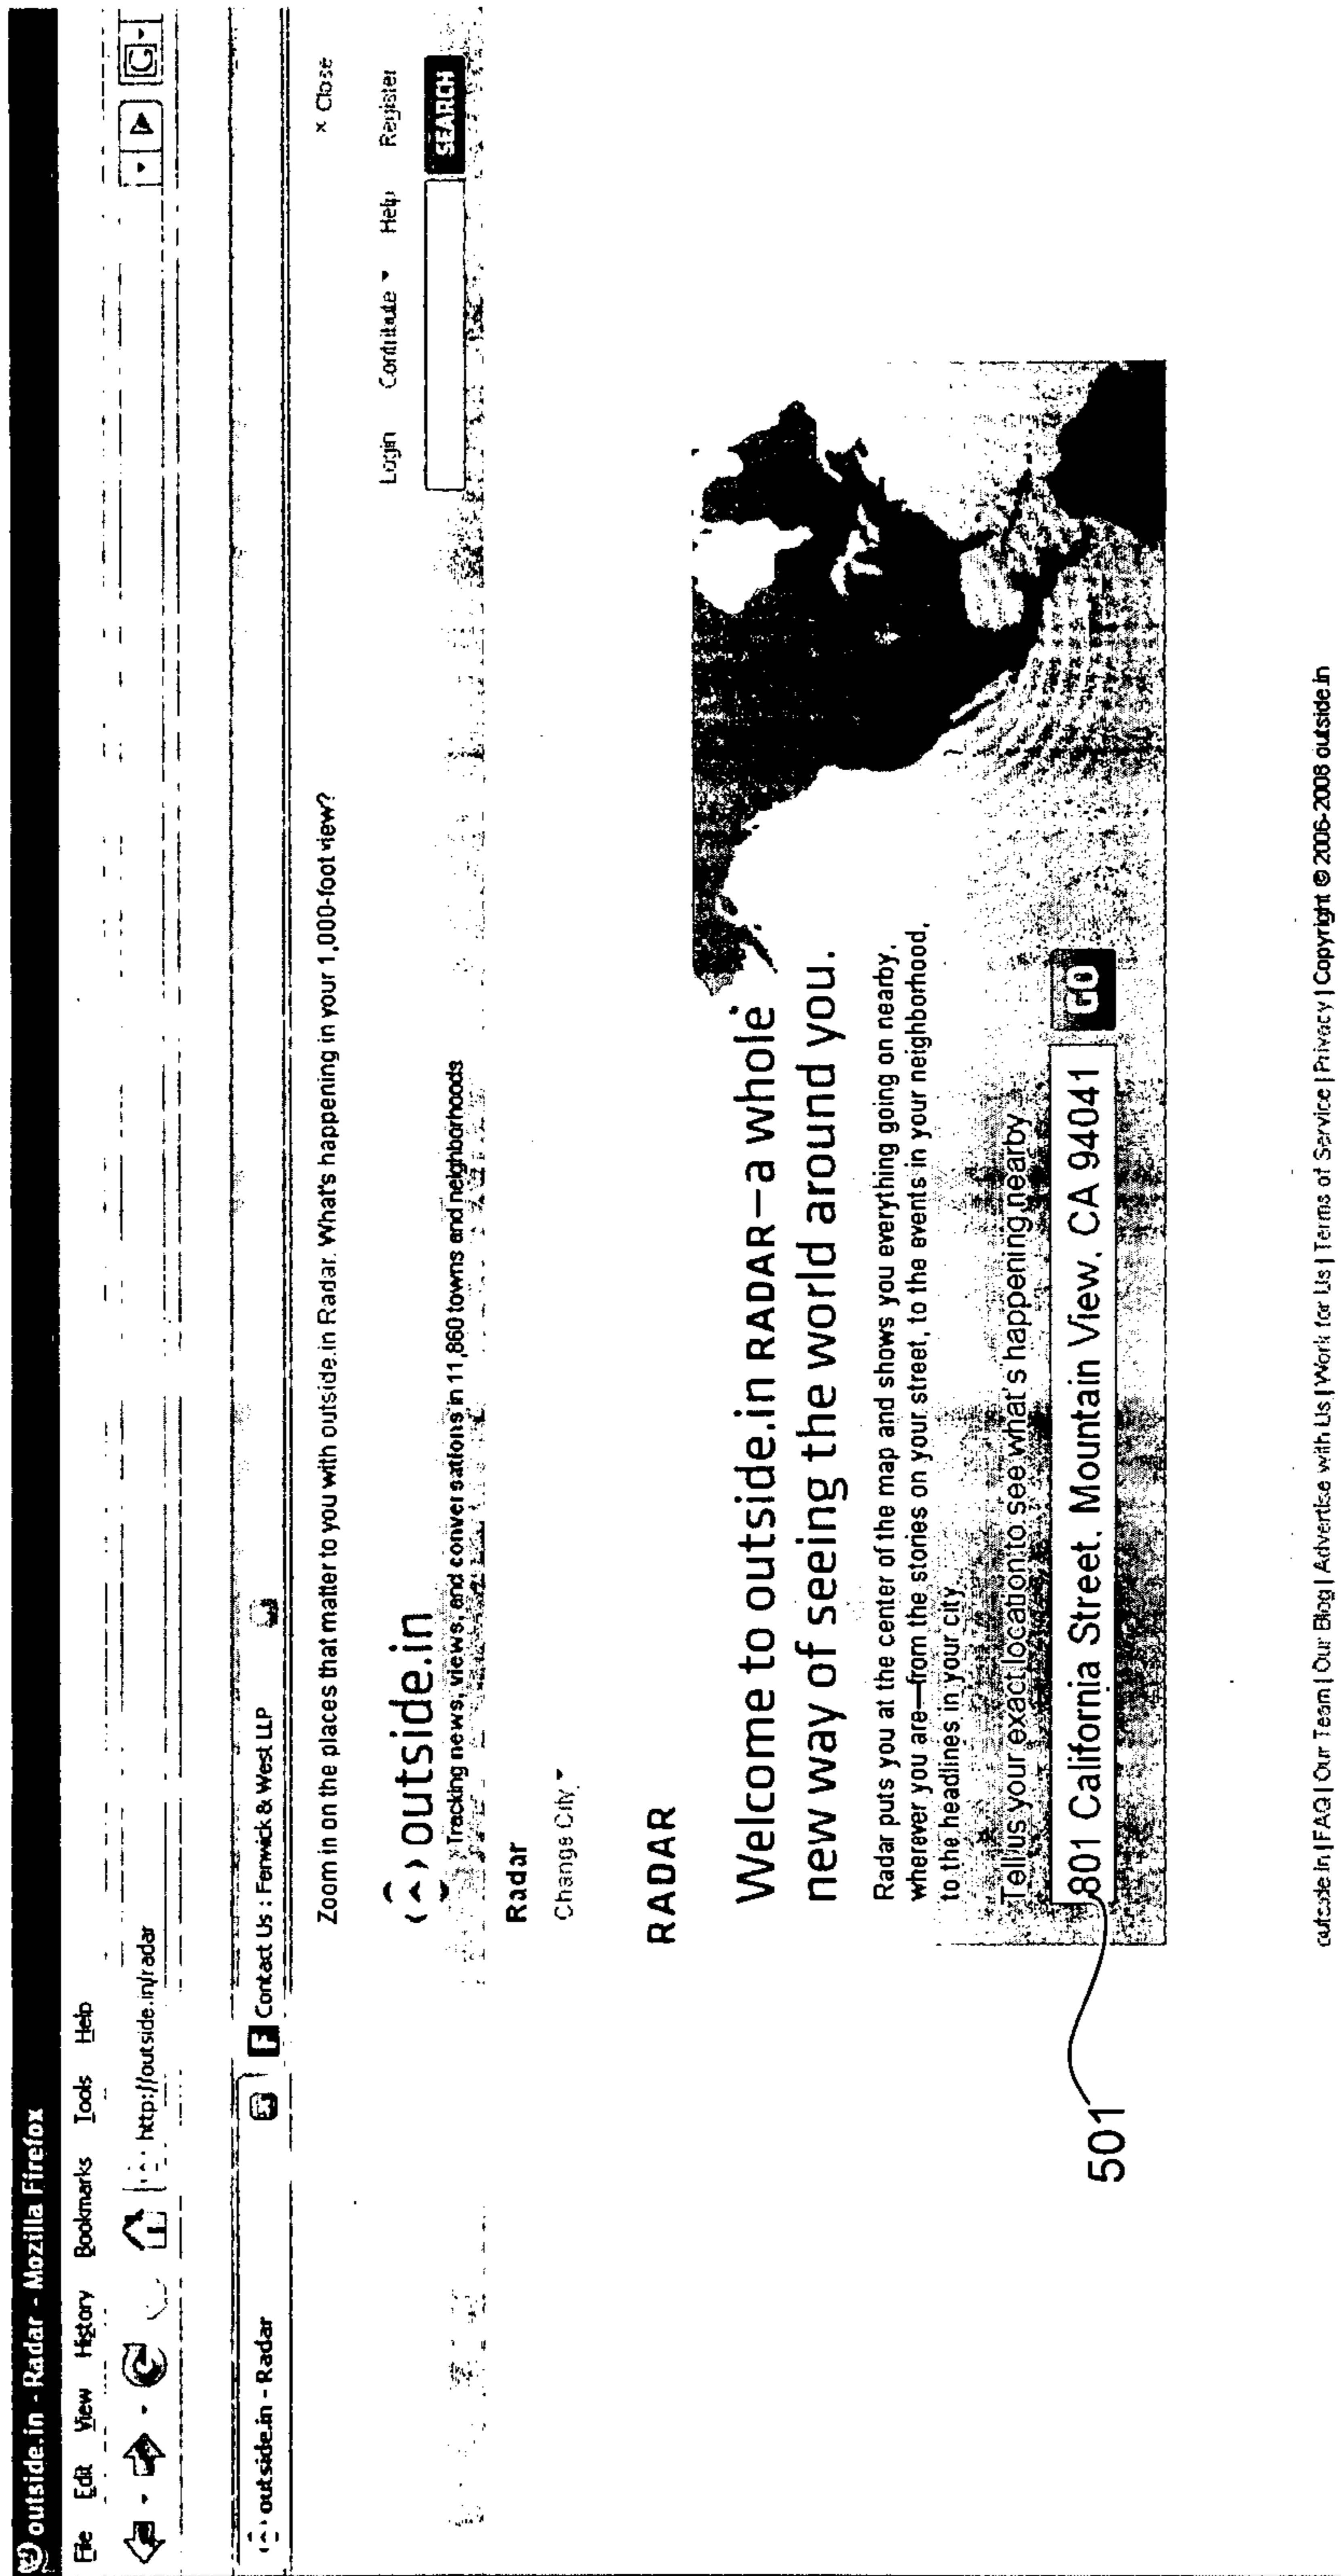 outside.in - Radar - Mozilla Firefox
File Edit View History Bookmarks Tools Help
http://outside.in/radar
outside.in - Radar
F Contact Us : Fenwick & West LLP
Zoom in on the places that matter to you with outside.in Radar. What's happening in your 1,000-foot view?
× Close
outside.in
Login Contribute Help Register
Tracking news, views, and conversations in 11,860 towns and neighborhoods
SEARCH
Radar
Change City
RADAR
Welcome to outside.in RADAR—a whole
new way of seeing the world around you.
Radar puts you at the center of the map and shows you everything going on nearby,
wherever you are—from the stories on your street, to the events in your neighborhood,
to the headlines in your city.
Tell us your exact location to see what's happening nearby
801 California Street, Mountain View, CA 94041
GO
501
outside.in | FAQ | Our Team | Our Blog | Advertise with Us | Work for Us | Terms of Service | Privacy | Copyright © 2006-2008 outside.in